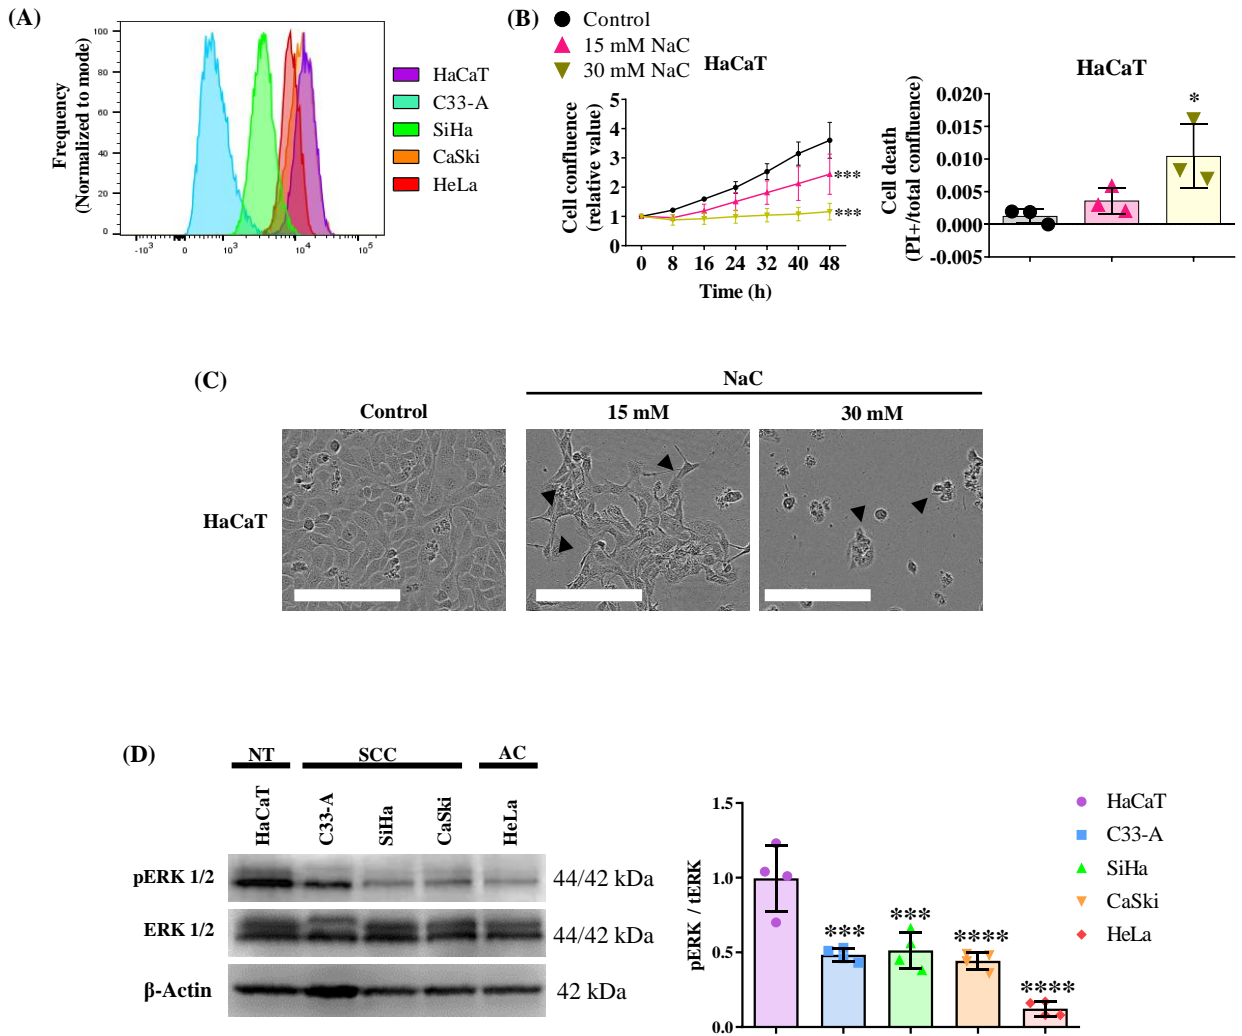 (A)
Frequency
(Normalized to mode)
100
80
60
40
20
0
-10³
0
10³
10⁴
10⁵
HaCaT
C33-A
SiHa
CaSki
HeLa
(B)
Control
15 mM NaC
30 mM NaC
HaCaT
Cell confluence
(relative value)
5
4
3
2
1
0
0 8 16 24 32 40 48
Time (h)
***
***
HaCaT
Cell death
(PI+/total confluence)
0.020
0.015
0.010
0.005
0.000
-0.005
*
(C)
NaC
Control
15 mM
30 mM
HaCaT
(D)
NT
SCC
AC
HaCaT
C33-A
SiHa
CaSki
HeLa
pERK 1/2
44/42 kDa
ERK 1/2
44/42 kDa
β-Actin
42 kDa
pERK / tERK
1.5
1.0
0.5
0.0
***
***
****
****
HaCaT
C33-A
SiHa
CaSki
HeLa